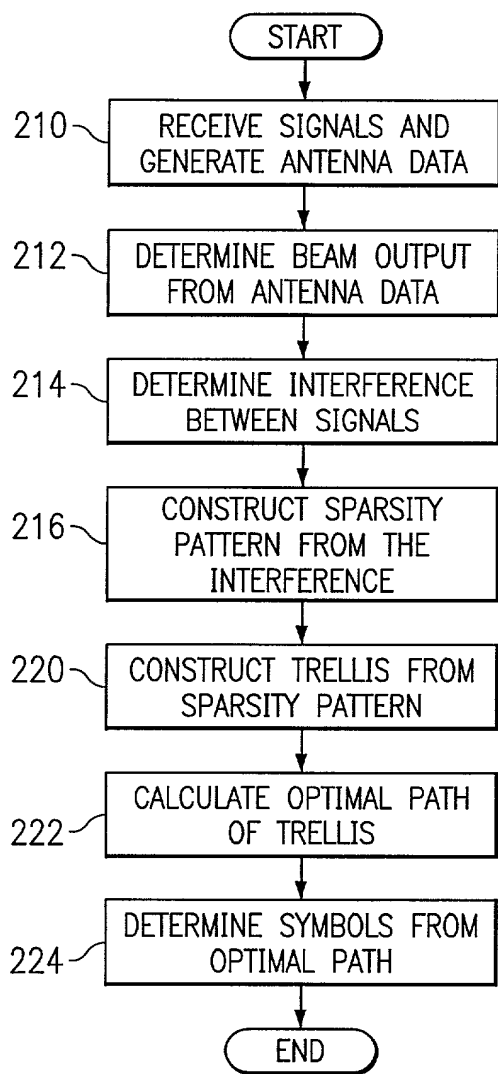 START
210
RECEIVE SIGNALS AND
GENERATE ANTENNA DATA
212
DETERMINE BEAM OUTPUT
FROM ANTENNA DATA
214
DETERMINE INTERFERENCE
BETWEEN SIGNALS
216
CONSTRUCT SPARSITY
PATTERN FROM THE
INTERFERENCE
220
CONSTRUCT TRELLIS FROM
SPARSITY PATTERN
222
CALCULATE OPTIMAL PATH
OF TRELLIS
224
DETERMINE SYMBOLS FROM
OPTIMAL PATH
END